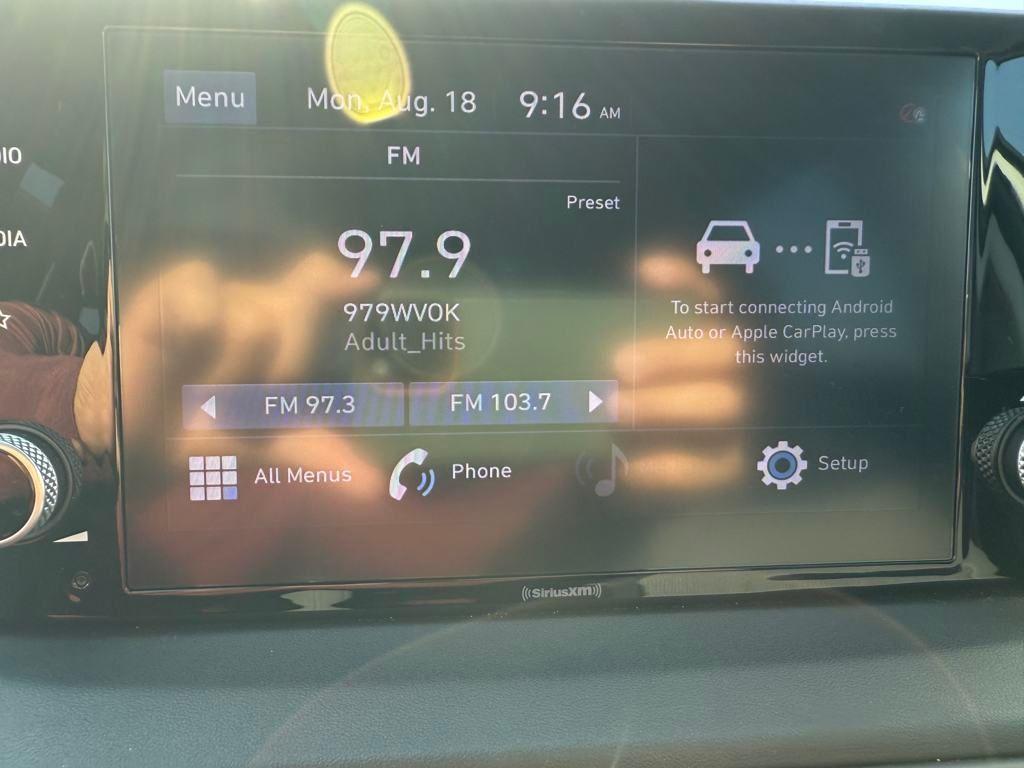 Menu
Mon, Aug. 18
9:16 AM
FM
Preset
97.9
979WVOK
Adult_Hits
FM 97.3
FM 103.7
To start connecting Android
Auto or Apple CarPlay, press
this widget.
All Menus
Phone
Setup
SiriusXM